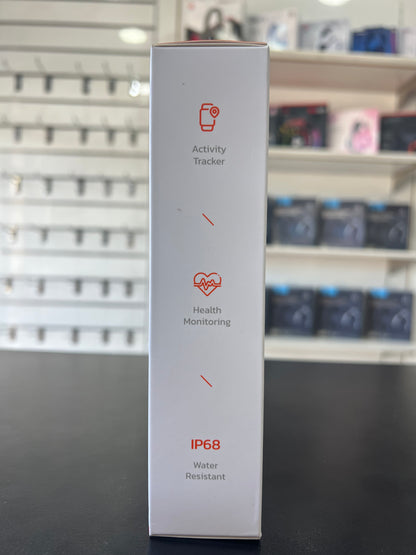 Activity
Tracker
Health
Monitoring
IP68
Water
Resistant